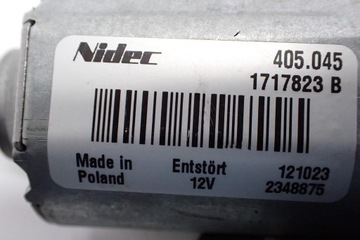 Nidec 405.045
1717823 B
Made in Entstört 121023
Poland 12V 2348875